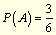 P(A) = 3/6